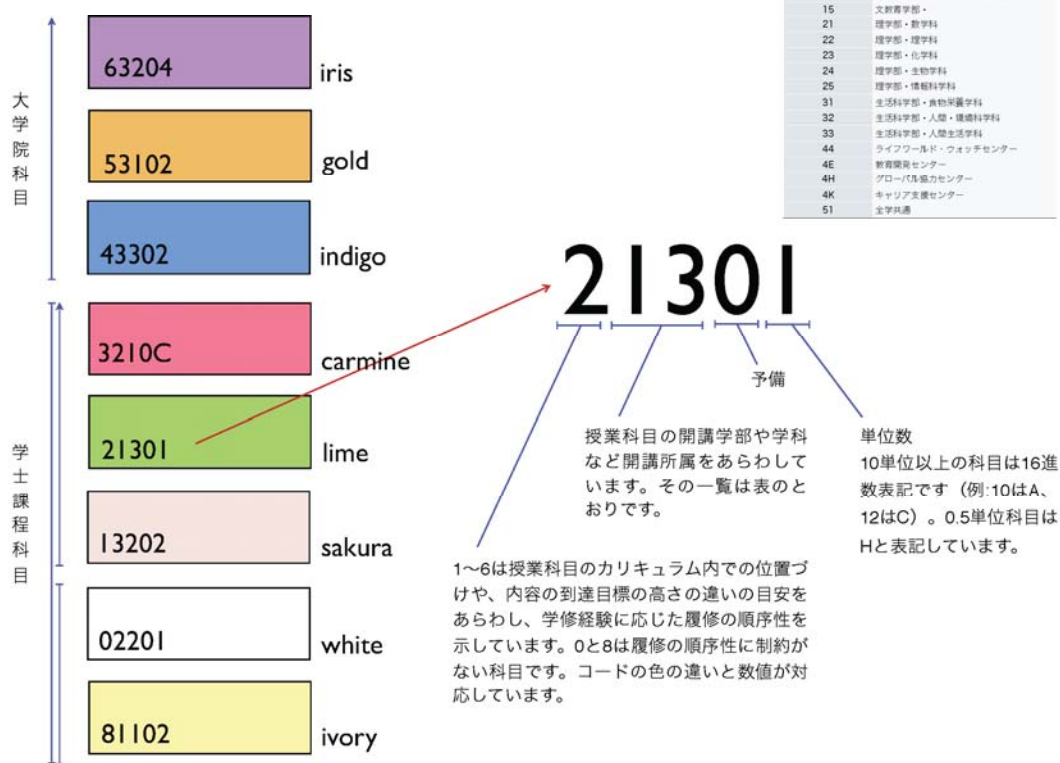 大学院科目
63204
iris
53102
gold
43302
indigo
学士課程科目
3210C
carmine
21301
lime
13202
sakura
02201
white
81102
ivory
15 文教育学部・
21 理学部・数学科
22 理学部・理学科
23 理学部・化学科
24 理学部・生物学科
25 理学部・情報科学科
31 生活科学部・食物栄養学科
32 生活科学部・人間・環境科学科
33 生活科学部・人間生活学科
44 ライフワールド・ウォッチセンター
4E 教育開発センター
4H グローバル協力センター
4K キャリア支援センター
51 全学共通
21301
予備
授業科目の開講学部や学科
など開講所属をあらわして
います。その一覧は表のと
おりです。
単位数
10単位以上の科目は16進
数表記です（例:10はA、
12はC）。0.5単位科目は
Hと表記しています。
1〜6は授業科目のカリキュラム内での位置づ
けや、内容の到達目標の高さの違いの目安を
あらわし、学修経験に応じた履修の順序性を
示しています。0と8は履修の順序性に制約が
ない科目です。コードの色の違いと数値が対
応しています。